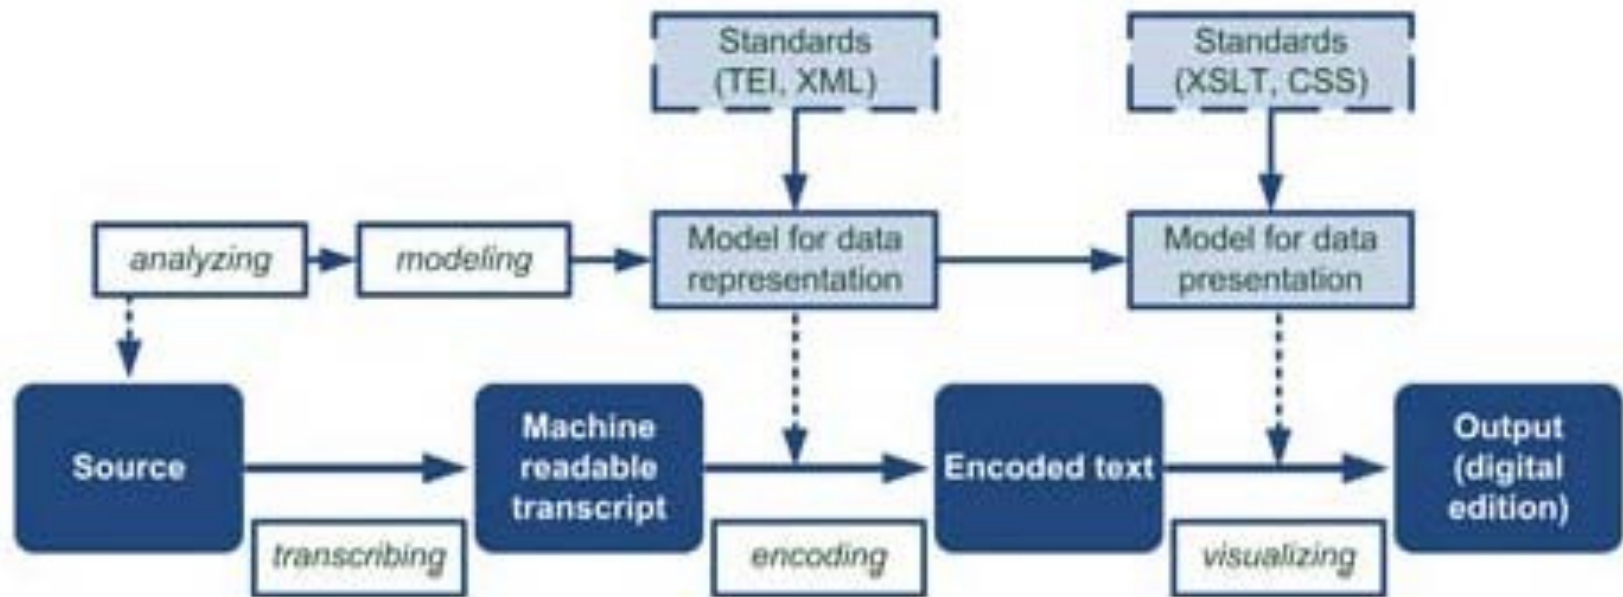 Standards
(TEI, XML)
Standards
(XSLT, CSS)
analyzing
modeling
Model for data
representation
Model for data
presentation
Source
Machine
readable
transcript
Encoded text
Output
(digital
edition)
transcribing
encoding
visualizing